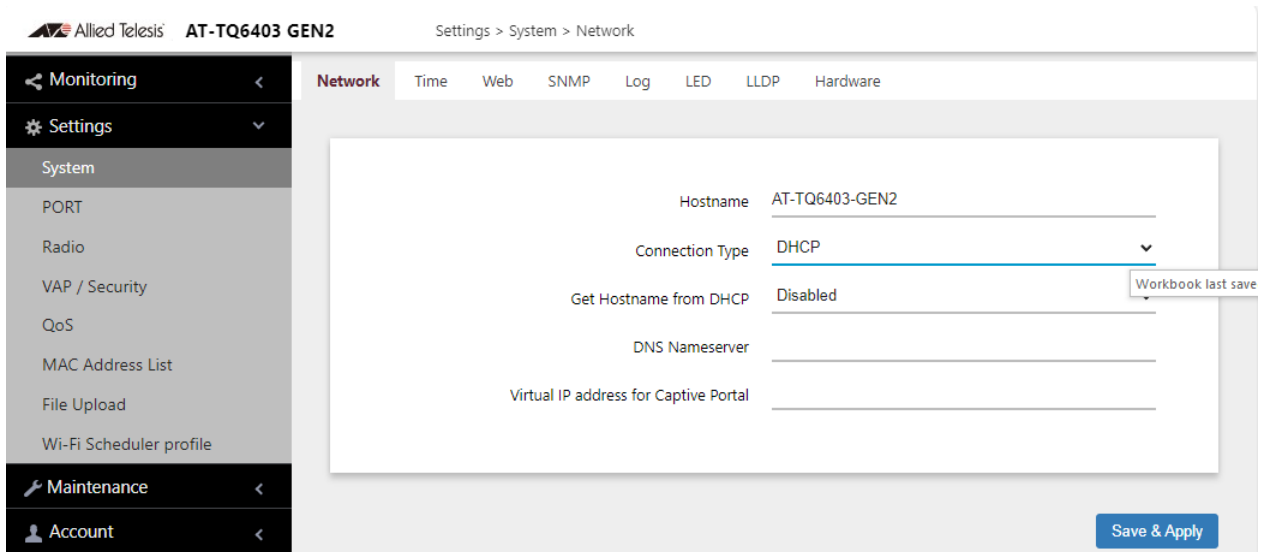 Allied Telesis AT-TQ6403 GEN2 Settings > System > Network
Monitoring
Settings
System
PORT
Radio
VAP / Security
QoS
MAC Address List
File Upload
Wi-Fi Scheduler profile
Maintenance
Account
Network Time Web SNMP Log LED LLDP Hardware
Hostname AT-TQ6403-GEN2
Connection Type DHCP
Workbook last save
Get Hostname from DHCP Disabled
DNS Nameserver
Virtual IP address for Captive Portal
Save & Apply